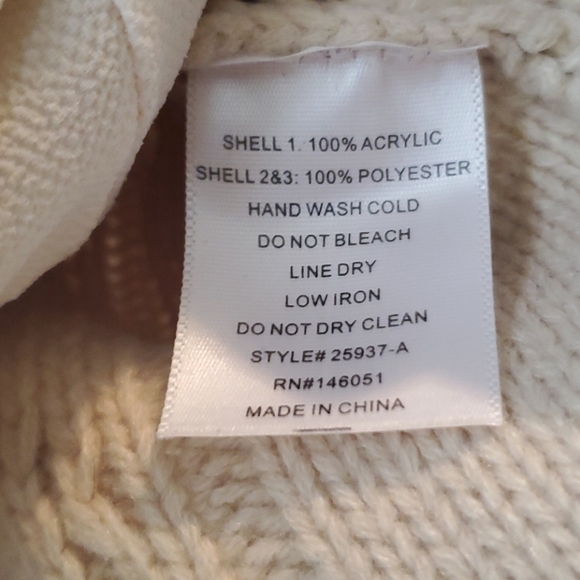 SHELL 1. 100% ACRYLIC
SHELL 2&3: 100% POLYESTER
HAND WASH COLD
DO NOT BLEACH
LINE DRY
LOW IRON
DO NOT DRY CLEAN
STYLE# 25937-A
RN#146051
MADE IN CHINA